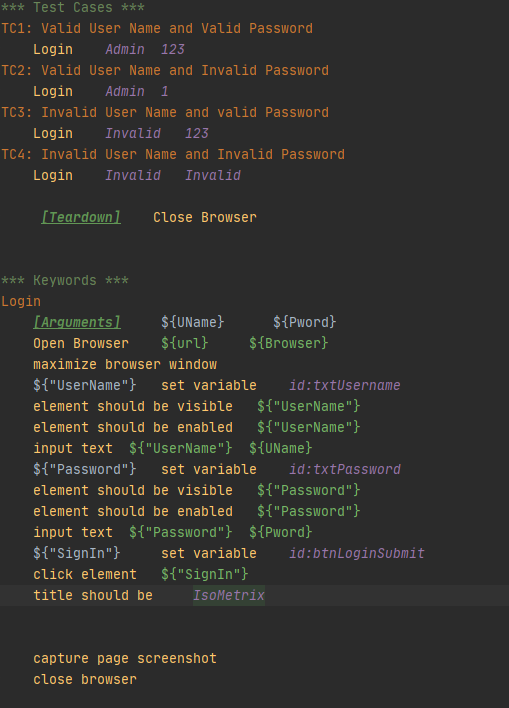 *** Test Cases ***
TC1: Valid User Name and Valid Password
Login    Admin  123
TC2: Valid User Name and Invalid Password
Login    Admin  1
TC3: Invalid User Name and valid Password
Login    Invalid   123
TC4: Invalid User Name and Invalid Password
Login    Invalid   Invalid
[Teardown]    Close Browser
*** Keywords ***
Login
[Arguments]     ${UName}      ${Pword}
Open Browser    ${url}     ${Browser}
maximize browser window
${"UserName"}   set variable    id:txtUsername
element should be visible   ${"UserName"}
element should be enabled   ${"UserName"}
input text  ${"UserName"}  ${UName}
${"Password"}   set variable    id:txtPassword
element should be visible   ${"Password"}
element should be enabled   ${"Password"}
input text  ${"Password"}  ${Pword}
${"SignIn"}     set variable    id:btnLoginSubmit
click element   ${"SignIn"}
title should be     IsoMetrix
capture page screenshot
close browser